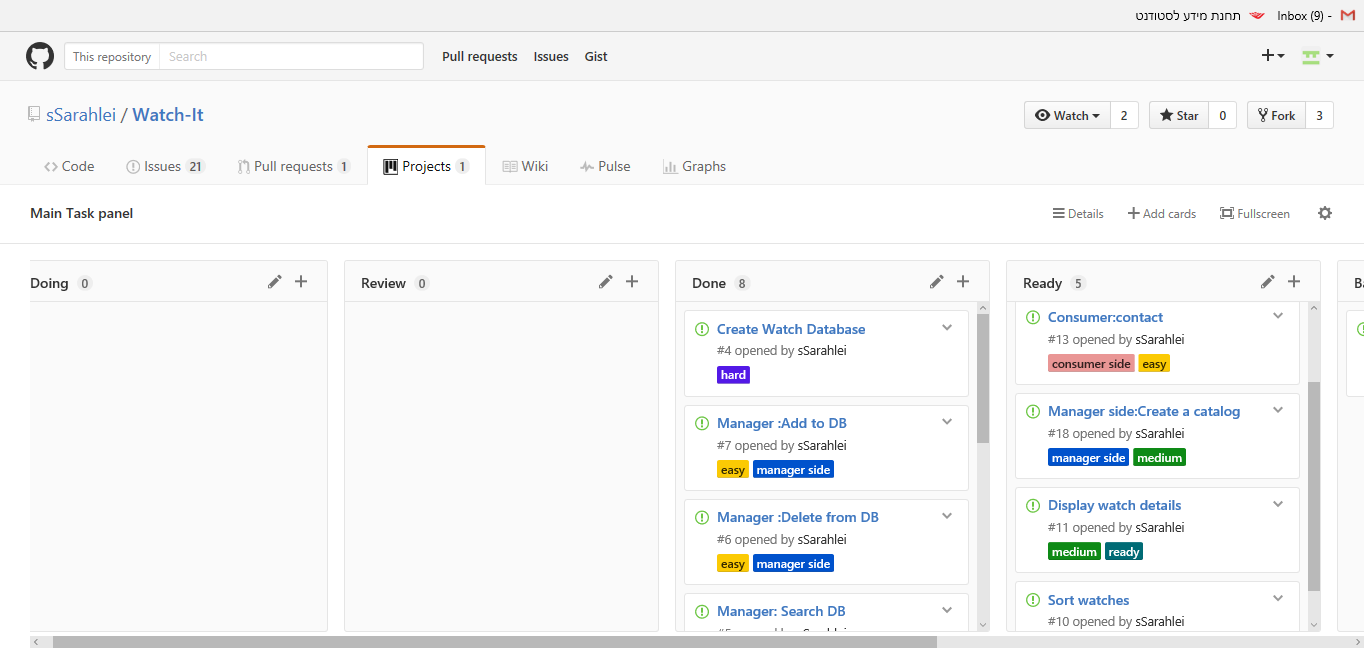 תחנת מידע לסטודנט Inbox (9) -
This repository Search Pull requests Issues Gist
sSarahlei / Watch-It
Watch 2 Star 0 Fork 3
Code Issues 21 Pull requests 1 Projects 1 Wiki Pulse Graphs
Main Task panel
Details Add cards Fullscreen
Doing 0
Review 0
Done 8
Create Watch Database
#4 opened by sSarahlei
hard
Manager :Add to DB
#7 opened by sSarahlei
easy manager side
Manager :Delete from DB
#6 opened by sSarahlei
easy manager side
Manager: Search DB
Ready 5
Consumer:contact
#13 opened by sSarahlei
consumer side easy
Manager side:Create a catalog
#18 opened by sSarahlei
manager side medium
Display watch details
#11 opened by sSarahlei
medium ready
Sort watches
#10 opened by sSarahlei